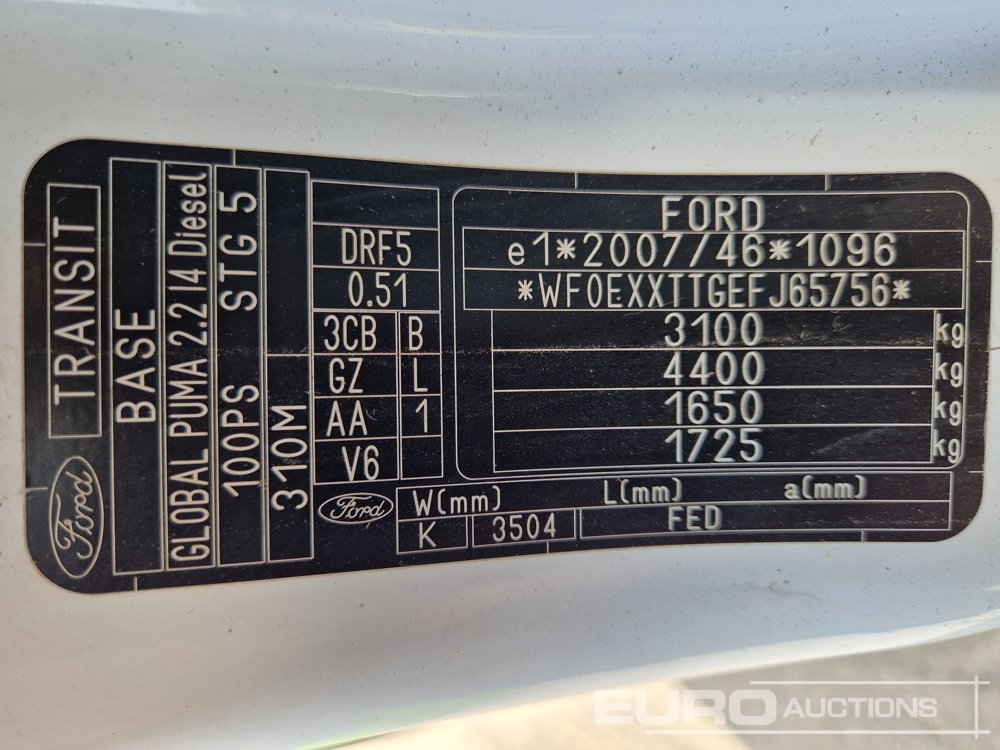 TRANSIT
Ford
BASE
GLOBAL PUMA 2.2 I4 Diesel
100PS STG 5
310M
DRF5
0.51
3CB B
GZ L
AA 1
V6
Ford
FORD
e1*2007/46*1096
*WF0EXXTTGEFJ65756*
3100 kg
4400 kg
1650 kg
1725 kg
W(mm) L(mm) a(mm)
K 3504 FED
EURO AUCTIONS